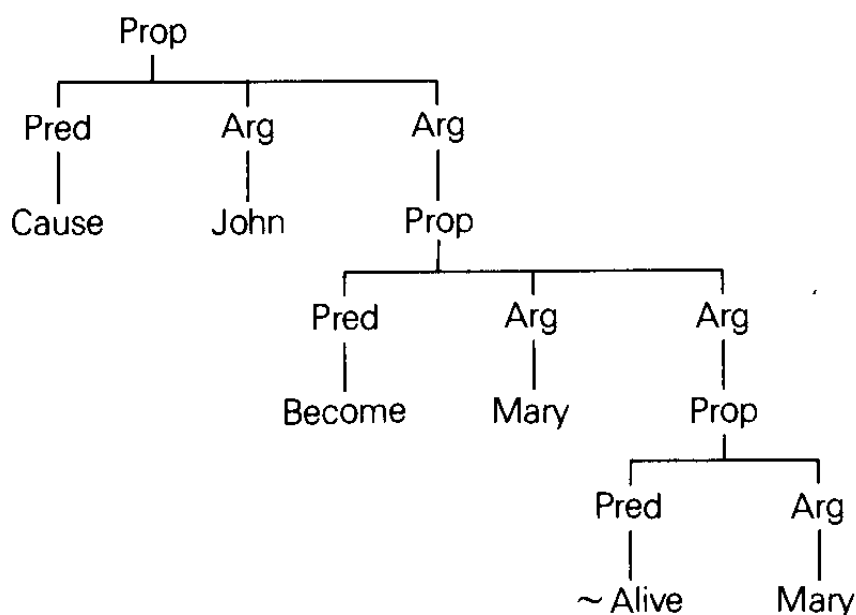 Prop
Pred Arg Arg
Cause John Prop
Pred Arg Arg
Become Mary Prop
Pred Arg
~ Alive Mary